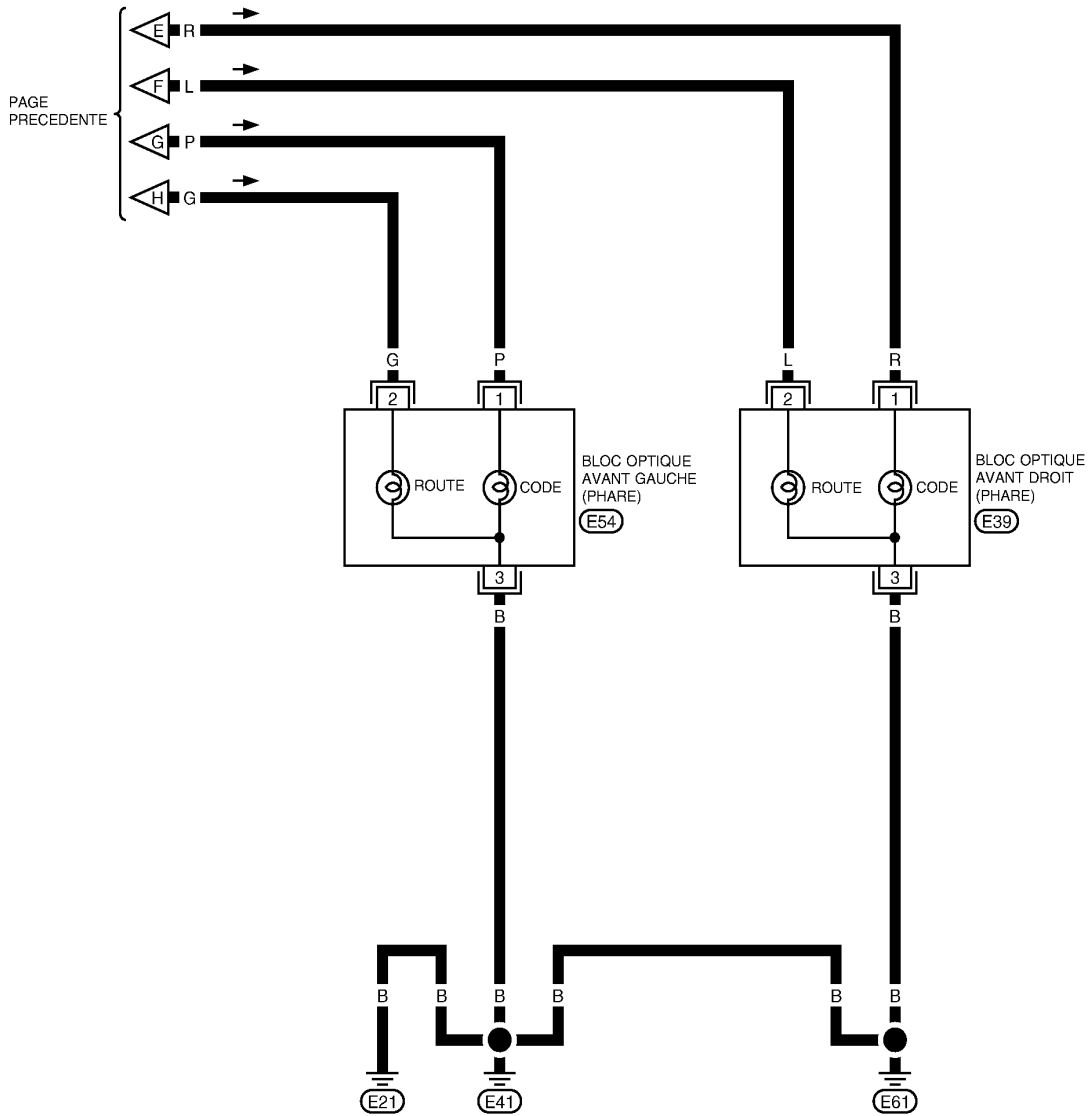 E R
F L
PAGE
PRECEDENTE
G P
H G
G P L R
2 1 2 1
BLOC OPTIQUE
AVANT GAUCHE
(PHARE)
E54
ROUTE CODE
BLOC OPTIQUE
AVANT DROIT
(PHARE)
E39
ROUTE CODE
3 3
B B
B B B B B B
E21 E41 E61